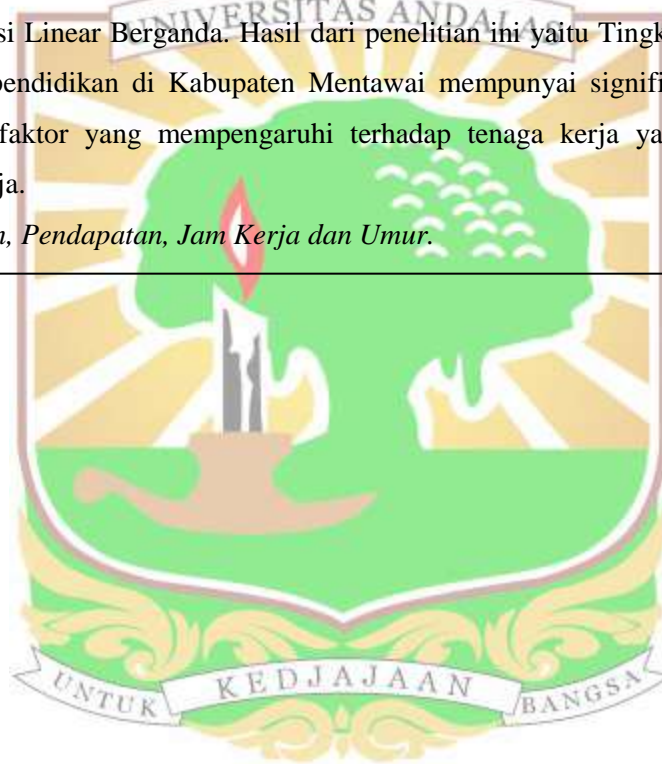 UNIVERSITAS ANDALAS
si Linear Berganda. Hasil dari penelitian ini yaitu Tingk
pendidikan di Kabupaten Mentawai mempunyai signifi
faktor yang mempengaruhi terhadap tenaga kerja ya
ja.
n, Pendapatan, Jam Kerja dan Umur.
UNTUK KEDJAJAAN BANGSA